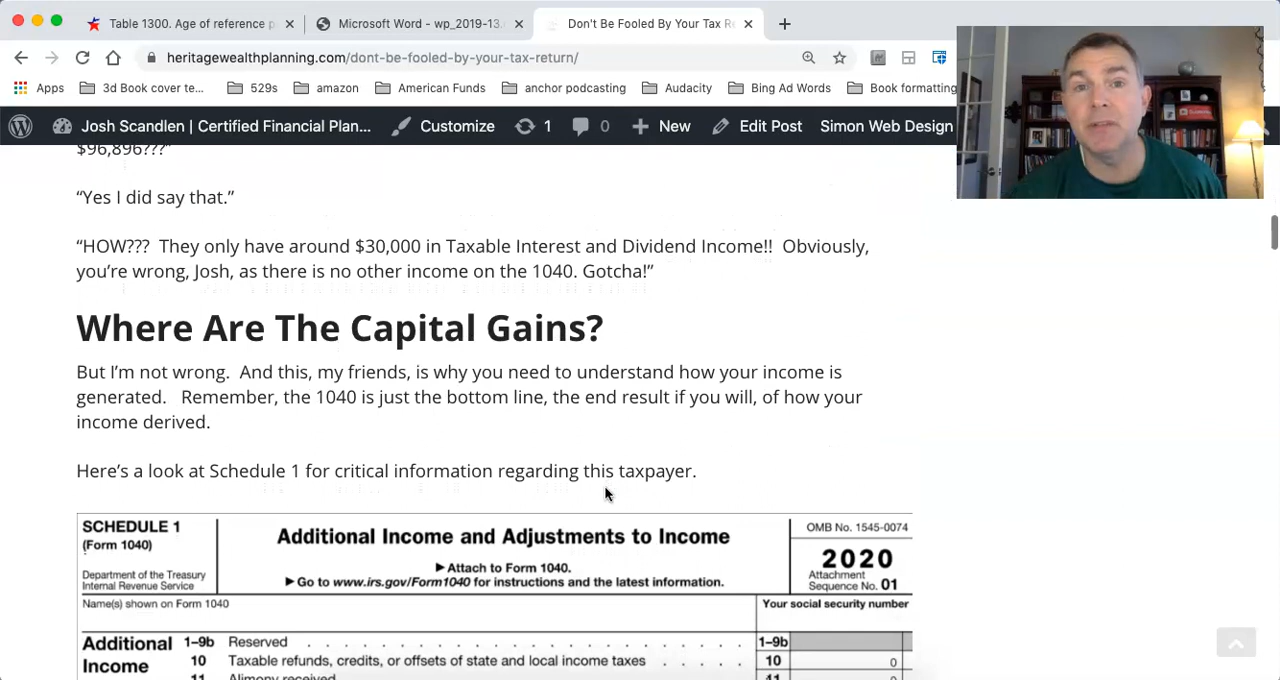 Table 1300. Age of reference p
Microsoft Word - wp_2019-13.
Don't Be Fooled By Your Tax Re
heritagewealthplanning.com/dont-be-fooled-by-your-tax-return/
Apps
3d Book cover te...
529s
amazon
American Funds
anchor podcasting
Audacity
Bing Ad Words
Book formatting
Josh Scandlen | Certified Financial Plan...
Customize
1
0
New
Edit Post
Simon Web Design
$96,896???”
“Yes I did say that.”
“HOW??? They only have around $30,000 in Taxable Interest and Dividend Income!! Obviously,
you’re wrong, Josh, as there is no other income on the 1040. Gotcha!”
Where Are The Capital Gains?
But I’m not wrong. And this, my friends, is why you need to understand how your income is
generated. Remember, the 1040 is just the bottom line, the end result if you will, of how your
income derived.
Here’s a look at Schedule 1 for critical information regarding this taxpayer.
SCHEDULE 1
(Form 1040)
Department of the Treasury
Internal Revenue Service
Additional Income and Adjustments to Income
▶ Attach to Form 1040.
▶ Go to www.irs.gov/Form1040 for instructions and the latest information.
OMB No. 1545-0074
2020
Attachment
Sequence No. 01
Name(s) shown on Form 1040
Your social security number
Additional
Income
1-9b Reserved . . . . . . . . . . . . . . . . . . . . . 1-9b
10 Taxable refunds, credits, or offsets of state and local income taxes . . . . . 10 0
11 Alimony received 11